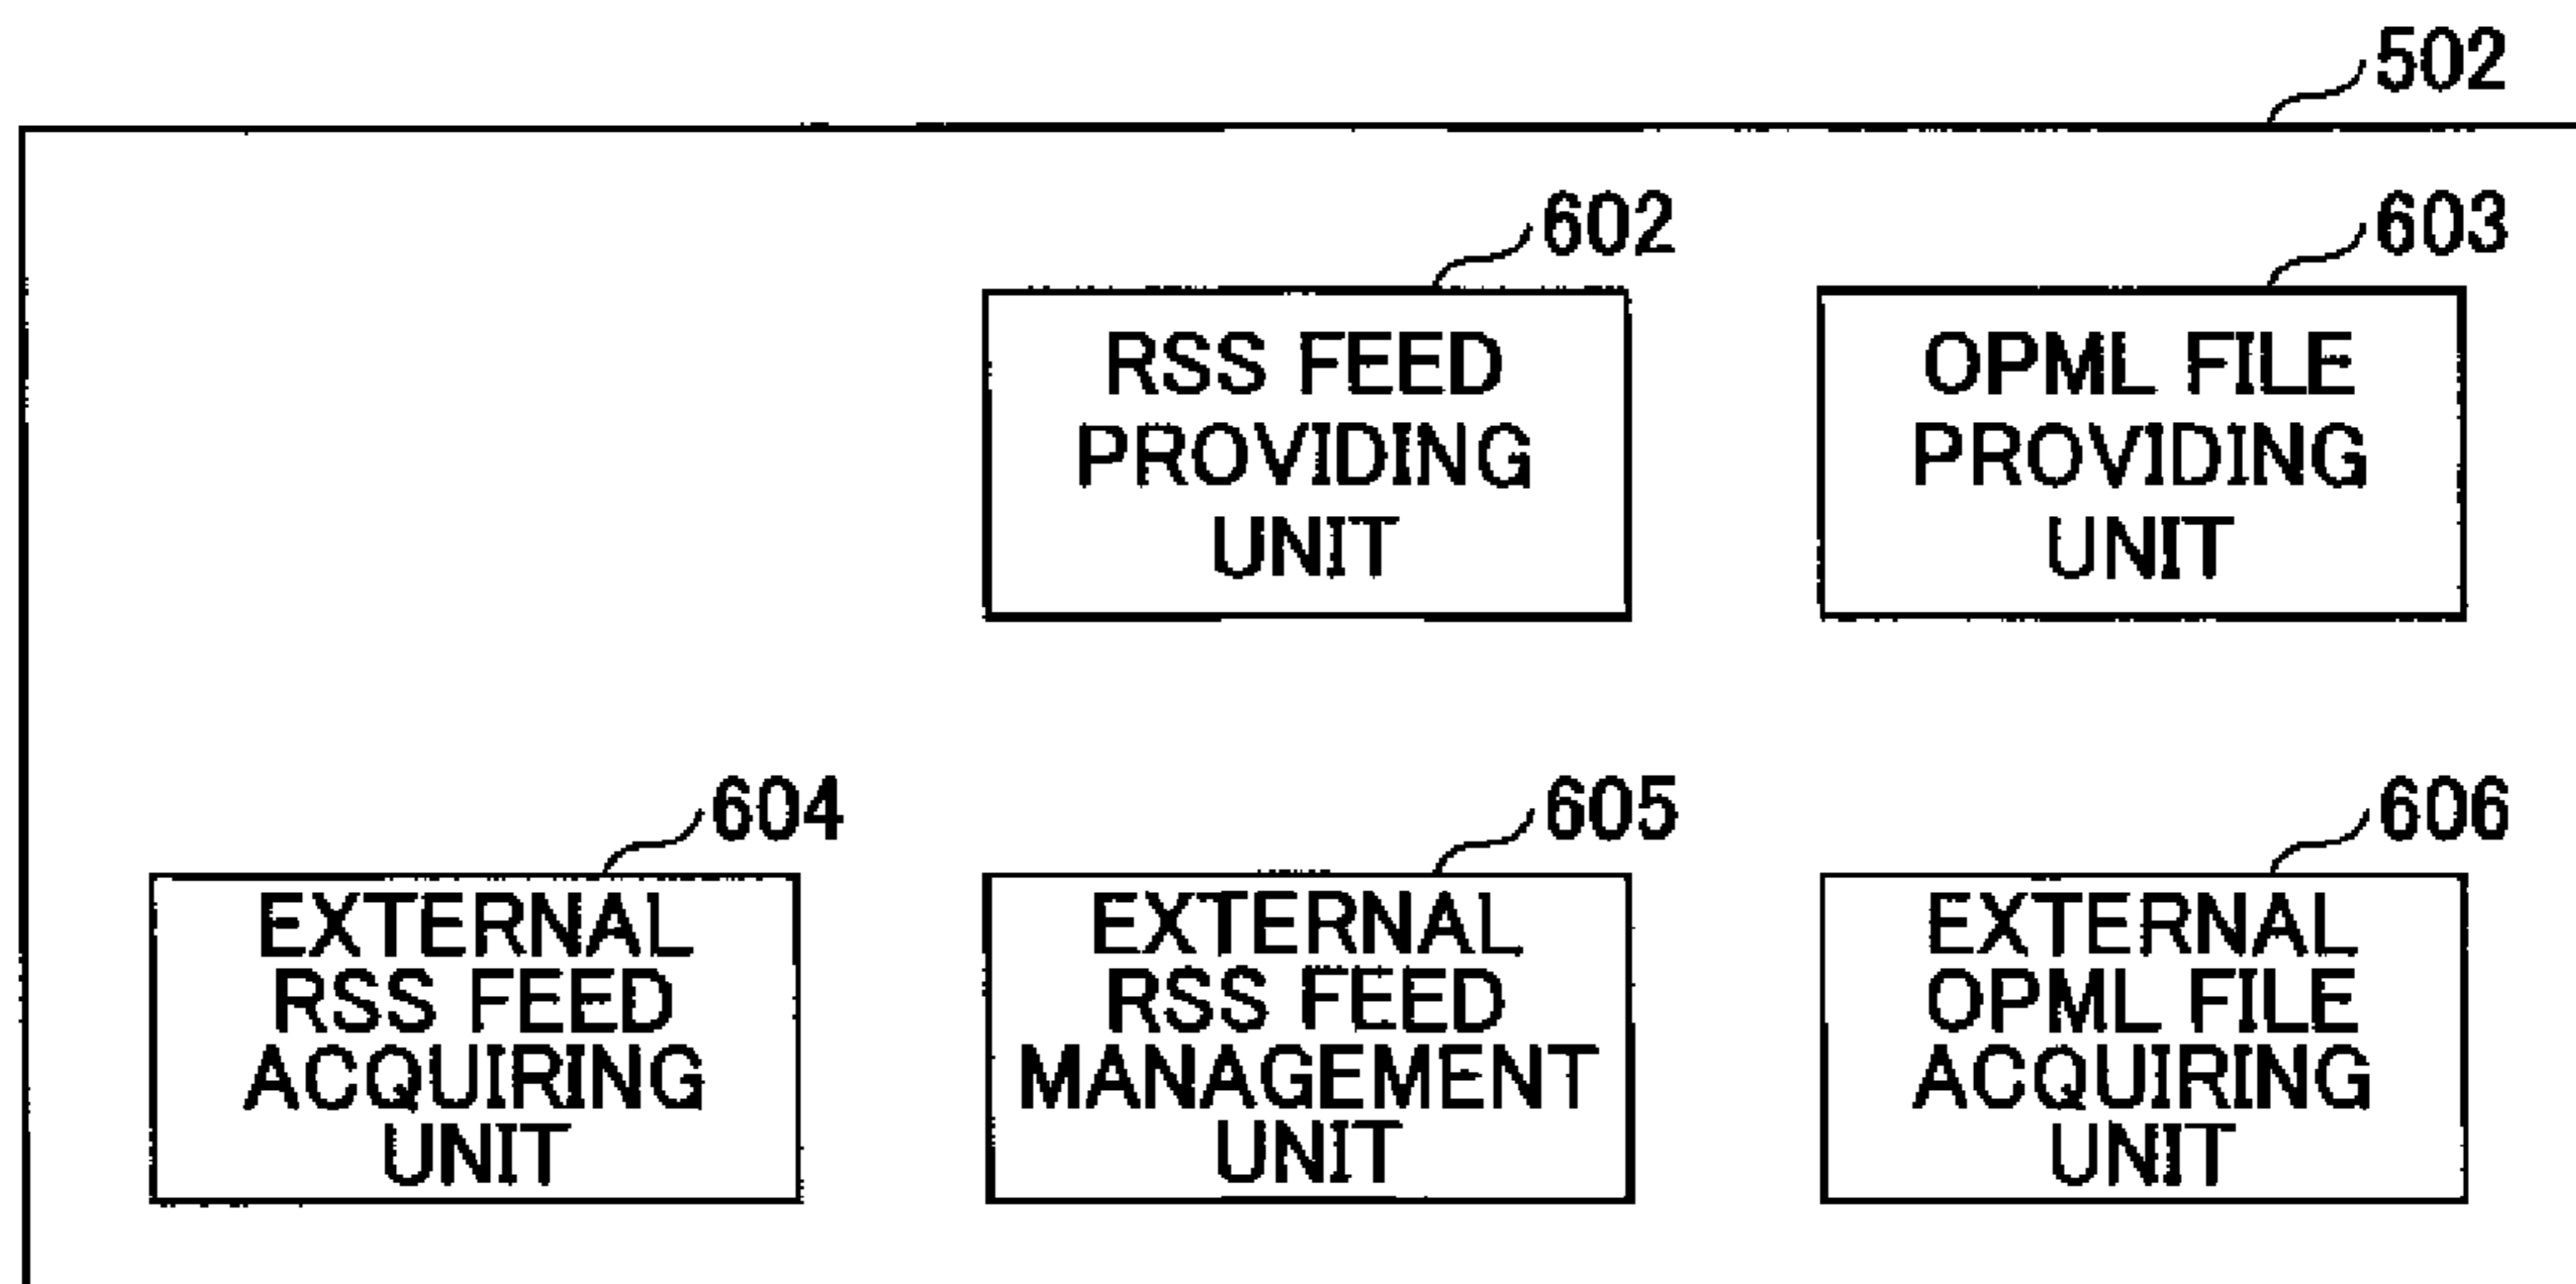 502
602
603
RSS FEED
PROVIDING
UNIT
OPML FILE
PROVIDING
UNIT
604
605
606
EXTERNAL
RSS FEED
ACQUIRING
UNIT
EXTERNAL
RSS FEED
MANAGEMENT
UNIT
EXTERNAL
OPML FILE
ACQUIRING
UNIT